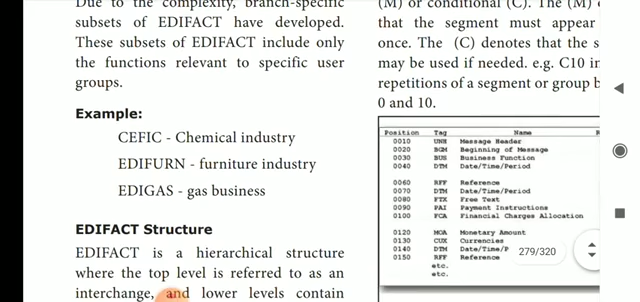 Due to the complexity, branch-specific
subsets of EDIFACT have developed.
These subsets of EDIFACT include only
the functions relevant to specific user
groups.
Example:
CEFIC - Chemical industry
EDIFURN - furniture industry
EDIGAS - gas business
EDIFACT Structure
EDIFACT is a hierarchical structure
where the top level is referred to as an
interchange, and lower levels contain
(M) or conditional (C). The (M)
that the segment must appear
once. The (C) denotes that the s
may be used if needed. e.g. C10 in
repetitions of a segment or group b
0 and 10.
Position Tag Name R
0010 UNH Message Header
0020 BGM Beginning of Message
0030 BUS Business Function
0040 DTM Date/Time/Period
0060 RFF Reference
0070 DTM Date/Time/Period
0080 FTX Free Text
0090 PAI Payment Instructions
0100 FCA Financial Charges Allocation
0120 MOA Monetary Amount
0130 CUX Currencies
0140 DTM Date/Time/P
0150 RFF Reference
etc.
etc.
279/320